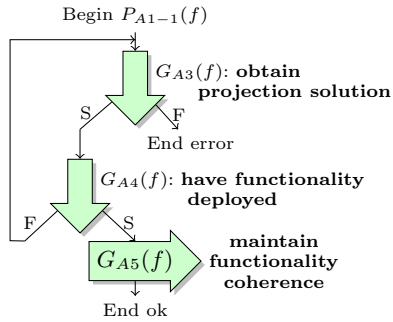 Begin P_{A1−1}(f)
G_{A3}(f): obtain
projection solution
S
F
End error
G_{A4}(f): have functionality
deployed
F
S
G_{A5}(f)
maintain
functionality
coherence
End ok